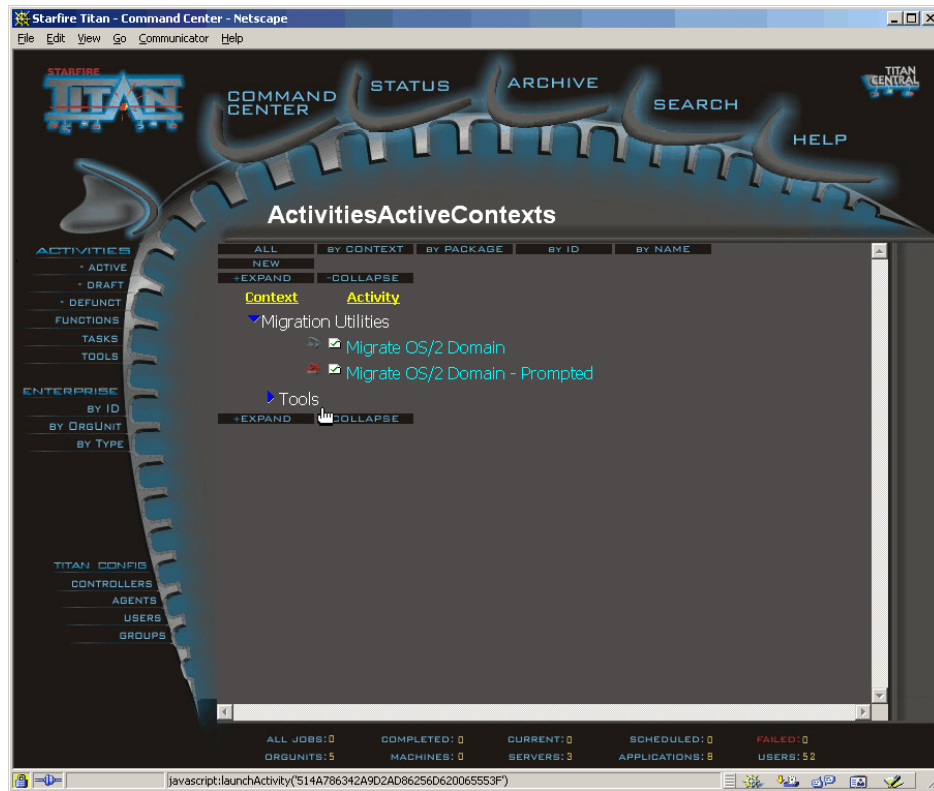 Starfire Titan - Command Center - Netscape
File Edit View Go Communicator Help
STARFIRE
TITAN
COMMAND CENTER
STATUS
ARCHIVE
SEARCH
HELP
TITAN CENTRAL
ActivitiesActiveContexts
ACTIVITIES
- ACTIVE
- DRAFT
- DEFUNCT
FUNCTIONS
TASKS
TOOLS
ENTERPRISE
BY ID
BY ORGUNIT
BY TYPE
TITAN CONFIG
CONTROLLERS
AGENTS
USERS
GROUPS
ALL BY CONTEXT BY PACKAGE BY ID BY NAME
NEW
+EXPAND -COLLAPSE
Context Activity
Migration Utilities
Migrate OS/2 Domain
Migrate OS/2 Domain - Prompted
Tools
+EXPAND COLLAPSE
ALL JOBS:0 COMPLETED: 0 CURRENT: 0 SCHEDULED: 0 FAILED: 0
ORGUNITS: 5 MACHINES: 0 SERVERS: 3 APPLICATIONS: 8 USERS: 52
javascript:launchActivity('514A786342A9D2AD86256D620065553F')